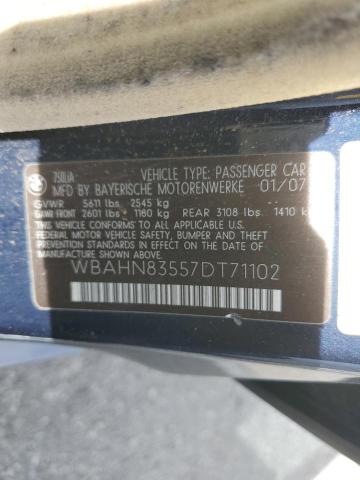 750LiA VEHICLE TYPE: PASSENGER CAR
MFG BY BAYERISCHE MOTORENWERKE 01/07
GVWR 5611 lbs 2545 kg
GAWR FRONT 2601 lbs 1180 kg REAR 3108 lbs. 1410 k
WBAHN83557DT71102
THIS VEHICLE CONFORMS TO ALL APPLICABLE U.S.
FEDERAL MOTOR VEHICLE SAFETY, BUMPER, AND
THEFT PREVENTION STANDARDS IN EFFECT ON THE
DATE OF MANUFACTURE SHOWN ABOVE.